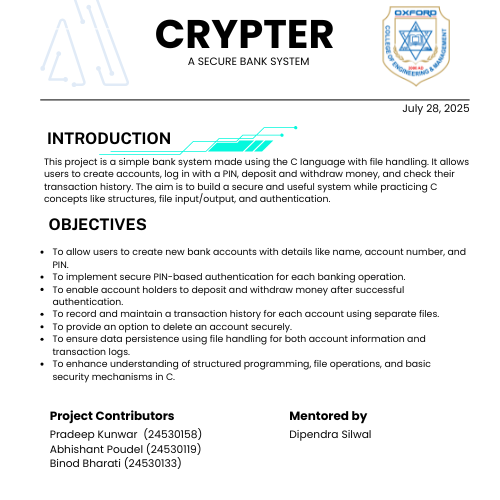 CRYPTER
A SECURE BANK SYSTEM
OXFORD
COLLEGE OF ENGINEERING & MANAGEMENT
July 28, 2025
INTRODUCTION
This project is a simple bank system made using the C language with file handling. It allows
users to create accounts, log in with a PIN, deposit and withdraw money, and check their
transaction history. The aim is to build a secure and useful system while practicing C
concepts like structures, file input/output, and authentication.
OBJECTIVES
• To allow users to create new bank accounts with details like name, account number, and
PIN.
• To implement secure PIN-based authentication for each banking operation.
• To enable account holders to deposit and withdraw money after successful
authentication.
• To record and maintain a transaction history for each account using separate files.
• To provide an option to delete an account securely.
• To ensure data persistence using file handling for both account information and
transaction logs.
• To enhance understanding of structured programming, file operations, and basic
security mechanisms in C.
Project Contributors
Pradeep Kunwar (24530158)
Abhishant Poudel (24530119)
Binod Bharati (24530133)
Mentored by
Dipendra Silwal